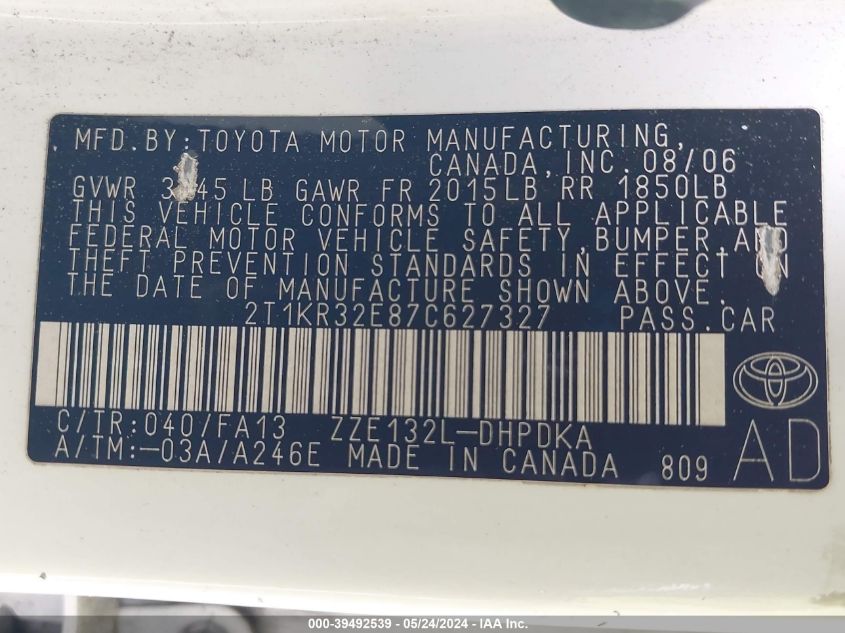 MFD. BY: TOYOTA MOTOR MANUFACTURING,
CANADA, INC. 08/06
GVWR LB GAWR FR 2015LB RR 1850LB
THIS VEHICLE CONFORMS TO ALL APPLICABLE
FEDERAL MOTOR VEHICLE SAFETY, BUMPER, AND
THEFT PREVENTION STANDARDS IN EFFECT ON
THE DATE OF MANUFACTURE SHOWN ABOVE.
2T1KR32E87C627327 PASS. CAR
C/TR: 040/FA13 ZZE132L-DHPDKA
A/TM: -03A/A246E MADE IN CANADA 809 AD
000-39492539 - 05/24/2024 - IAA Inc.